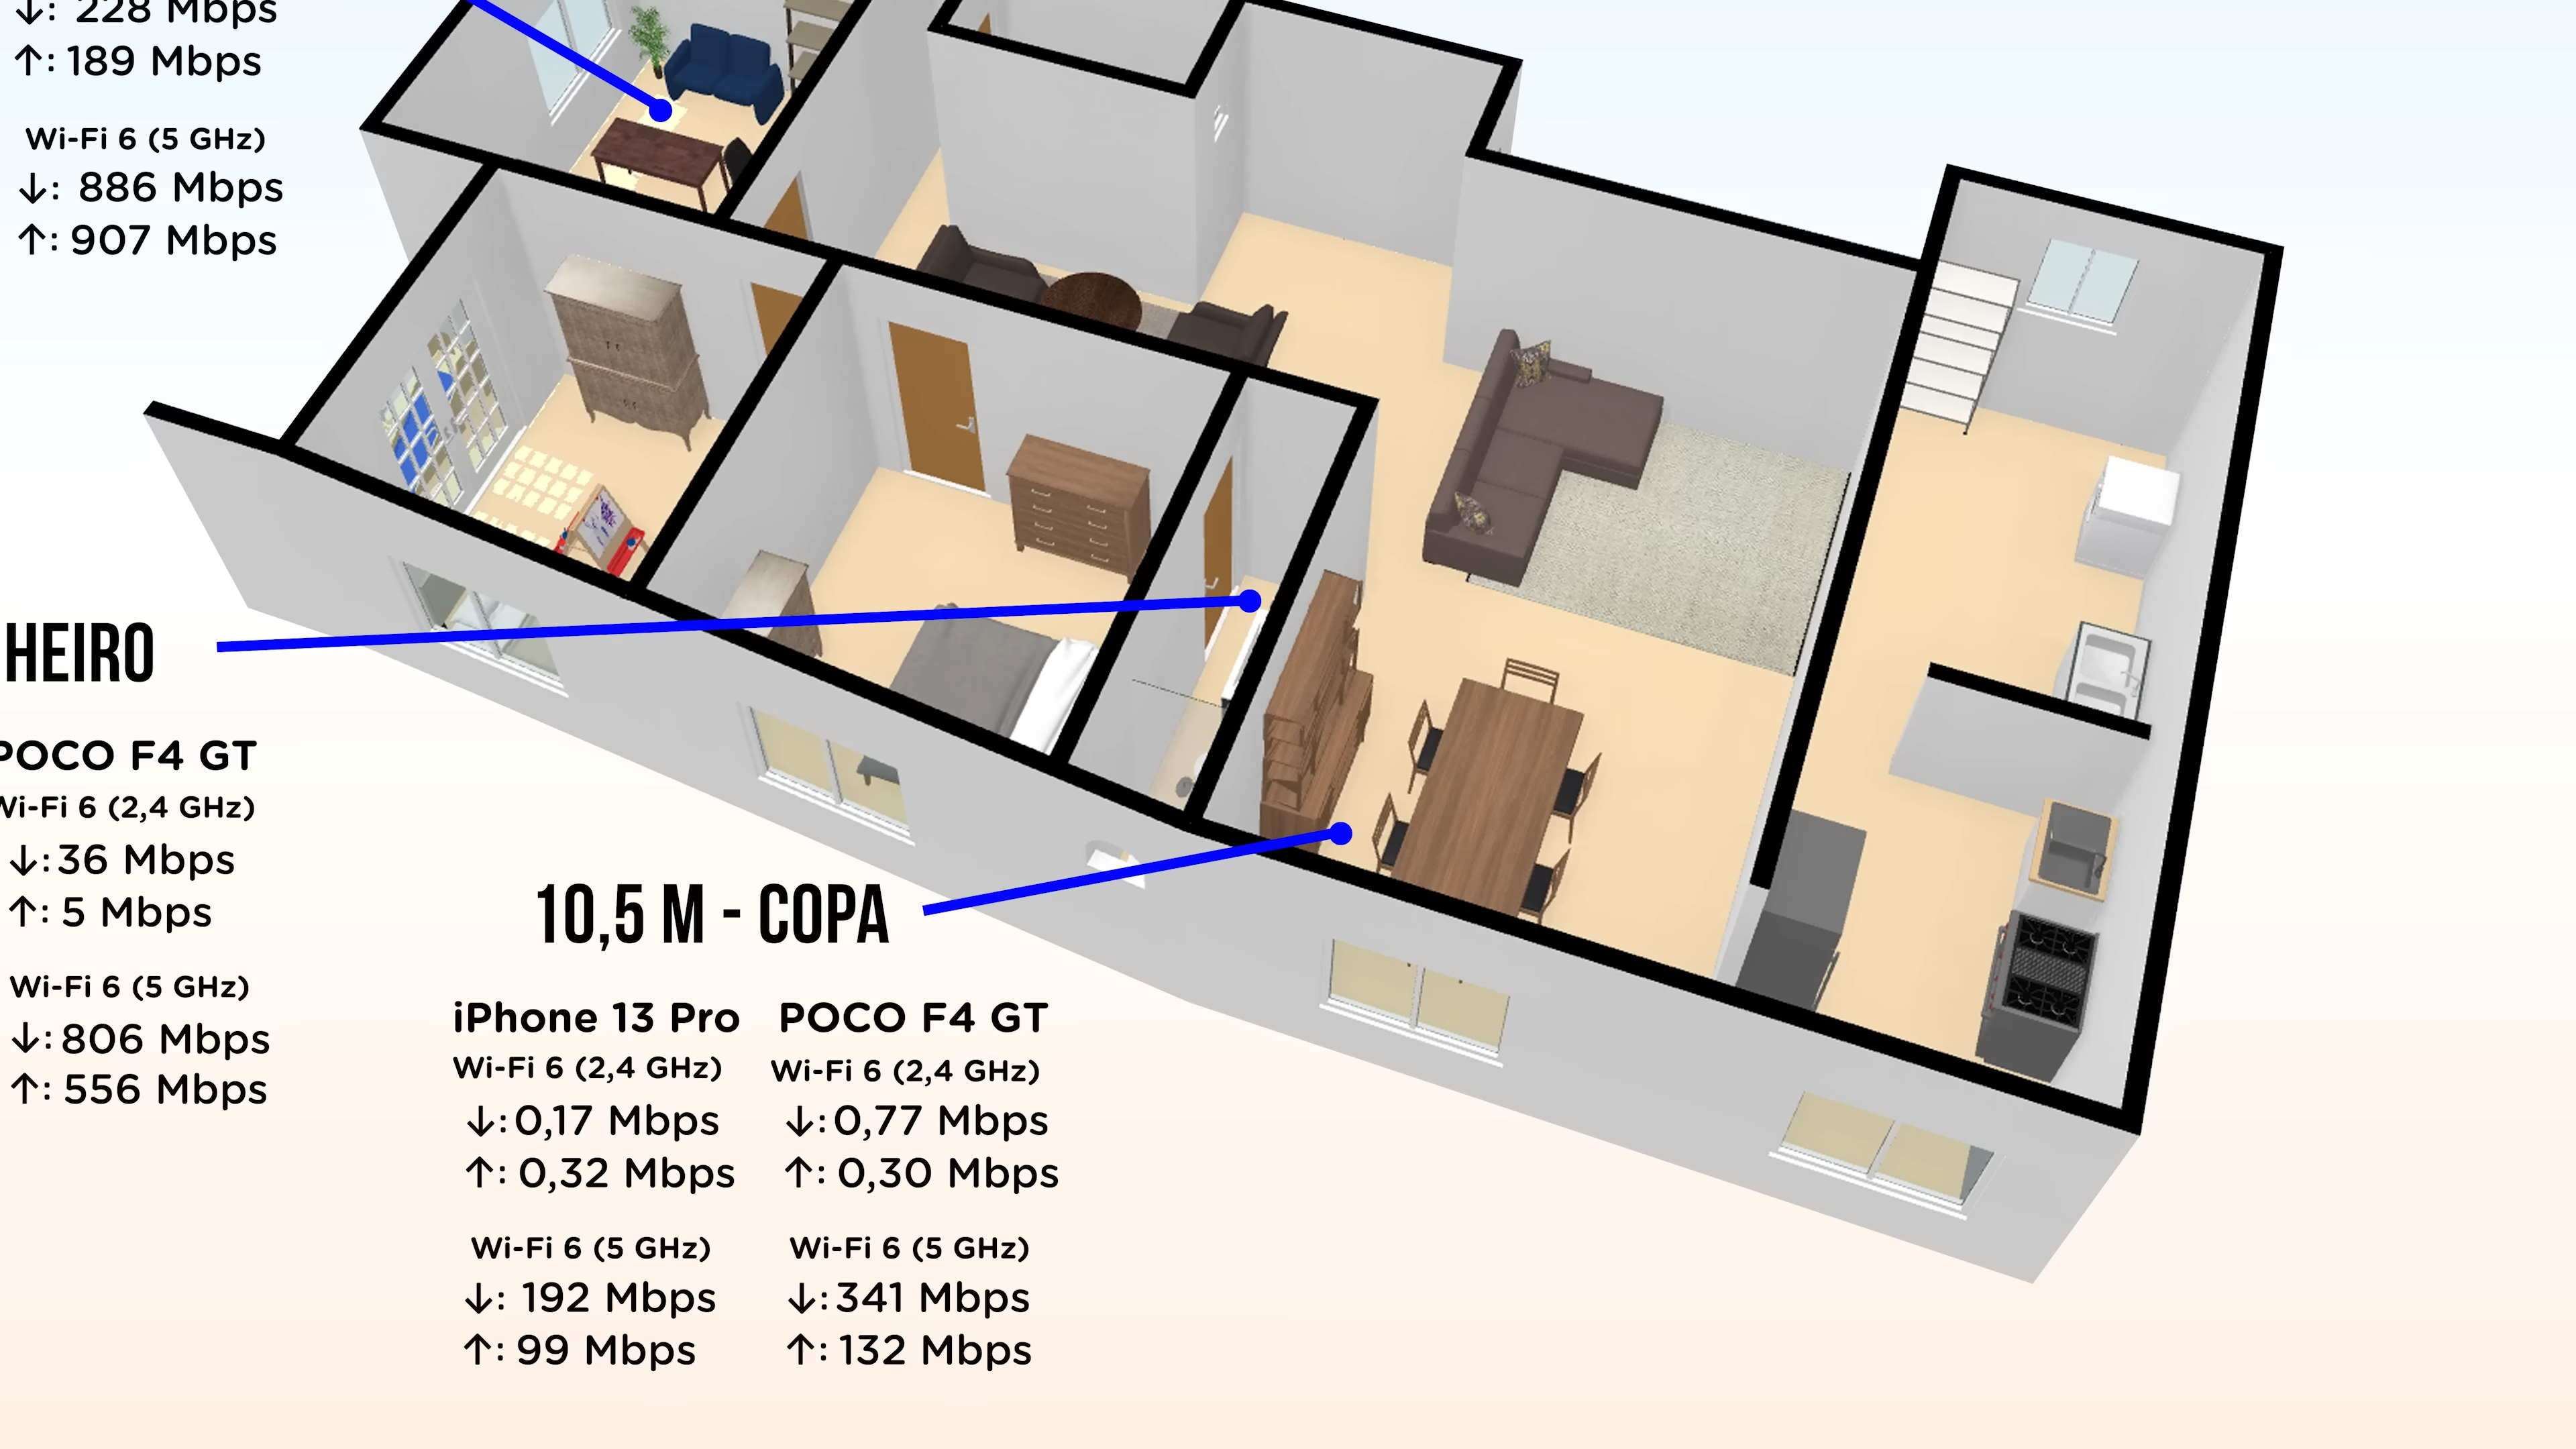 ↓: 228 Mbps
↑: 189 Mbps
Wi-Fi 6 (5 GHz)
↓: 886 Mbps
↑: 907 Mbps
HEIRO
POCO F4 GT
Wi-Fi 6 (2,4 GHz)
↓: 36 Mbps
↑: 5 Mbps
Wi-Fi 6 (5 GHz)
↓: 806 Mbps
↑: 556 Mbps
10,5 M - COPA
iPhone 13 Pro
Wi-Fi 6 (2,4 GHz)
↓: 0,17 Mbps
↑: 0,32 Mbps
Wi-Fi 6 (5 GHz)
↓: 192 Mbps
↑: 99 Mbps
POCO F4 GT
Wi-Fi 6 (2,4 GHz)
↓: 0,77 Mbps
↑: 0,30 Mbps
Wi-Fi 6 (5 GHz)
↓: 341 Mbps
↑: 132 Mbps